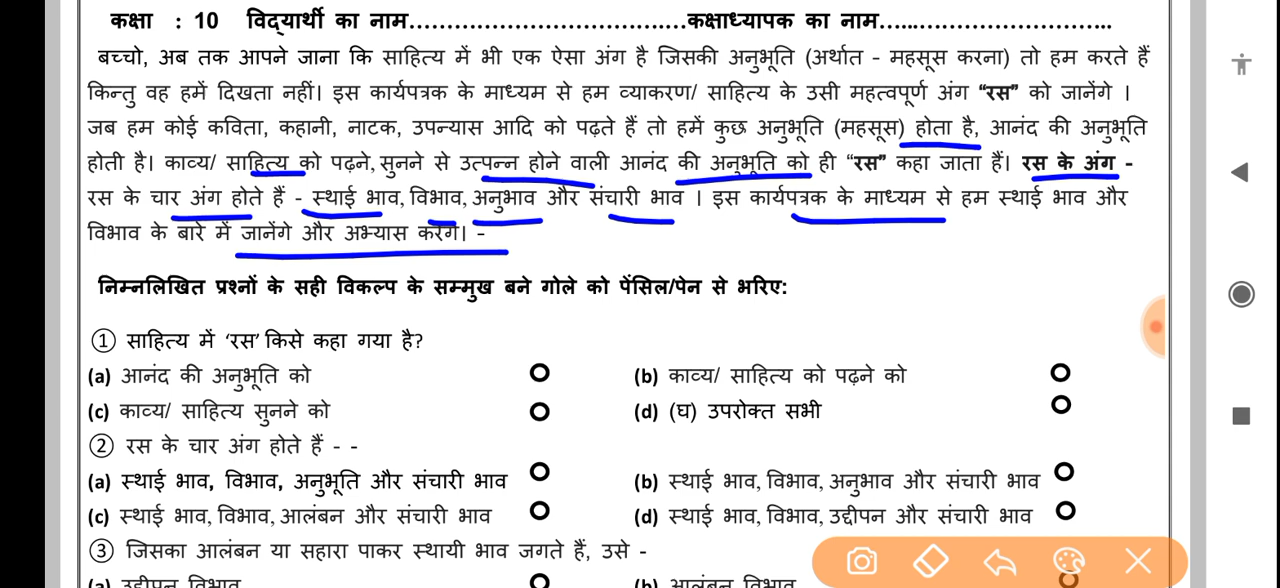 कक्षा : 10 विद्यार्थी का नाम.......................................कक्षाध्यापक का नाम.................................
बच्चो, अब तक आपने जाना कि साहित्य में भी एक ऐसा अंग है जिसकी अनुभूति (अर्थात - महसूस करना) तो हम करते हैं
किन्तु वह हमें दिखता नहीं। इस कार्यपत्रक के माध्यम से हम व्याकरण/ साहित्य के उसी महत्वपूर्ण अंग “रस” को जानेंगे ।
जब हम कोई कविता, कहानी, नाटक, उपन्यास आदि को पढ़ते हैं तो हमें कुछ अनुभूति (महसूस) होता है, आनंद की अनुभूति
होती है। काव्य/ साहित्य को पढ़ने, सुनने से उत्पन्न होने वाली आनंद की अनुभूति को ही “रस” कहा जाता हैं। रस के अंग -
रस के चार अंग होते हैं - स्थाई भाव, विभाव, अनुभाव और संचारी भाव । इस कार्यपत्रक के माध्यम से हम स्थाई भाव और
विभाव के बारे में जानेंगे और अभ्यास करेंगे। -
निम्नलिखित प्रश्नों के सही विकल्प के सम्मुख बने गोले को पेंसिल/पेन से भरिए:
① साहित्य में ‘रस’ किसे कहा गया है?
(a) आनंद की अनुभूति को (b) काव्य/ साहित्य को पढ़ने को
(c) काव्य/ साहित्य सुनने को (d) (घ) उपरोक्त सभी
② रस के चार अंग होते हैं - -
(a) स्थाई भाव, विभाव, अनुभूति और संचारी भाव (b) स्थाई भाव, विभाव, अनुभाव और संचारी भाव
(c) स्थाई भाव, विभाव, आलंबन और संचारी भाव (d) स्थाई भाव, विभाव, उद्दीपन और संचारी भाव
③ जिसका आलंबन या सहारा पाकर स्थायी भाव जगते हैं, उसे -
(a) उद्दीपन विभाव (b) आलंबन विभाव